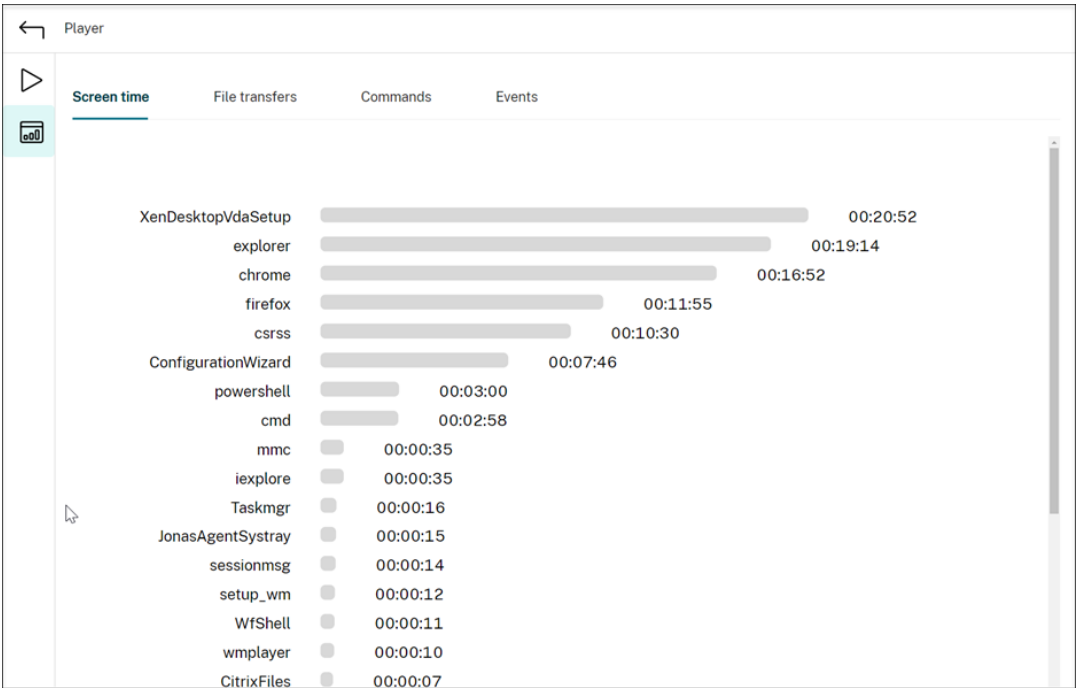 Player
Screen time File transfers Commands Events
XenDesktopVdaSetup 00:20:52
explorer 00:19:14
chrome 00:16:52
firefox 00:11:55
csrss 00:10:30
ConfigurationWizard 00:07:46
powershell 00:03:00
cmd 00:02:58
mmc 00:00:35
iexplore 00:00:35
Taskmgr 00:00:16
JonasAgentSystray 00:00:15
sessionmsg 00:00:14
setup_wm 00:00:12
WfShell 00:00:11
wmplayer 00:00:10
CitrixFiles 00:00:07